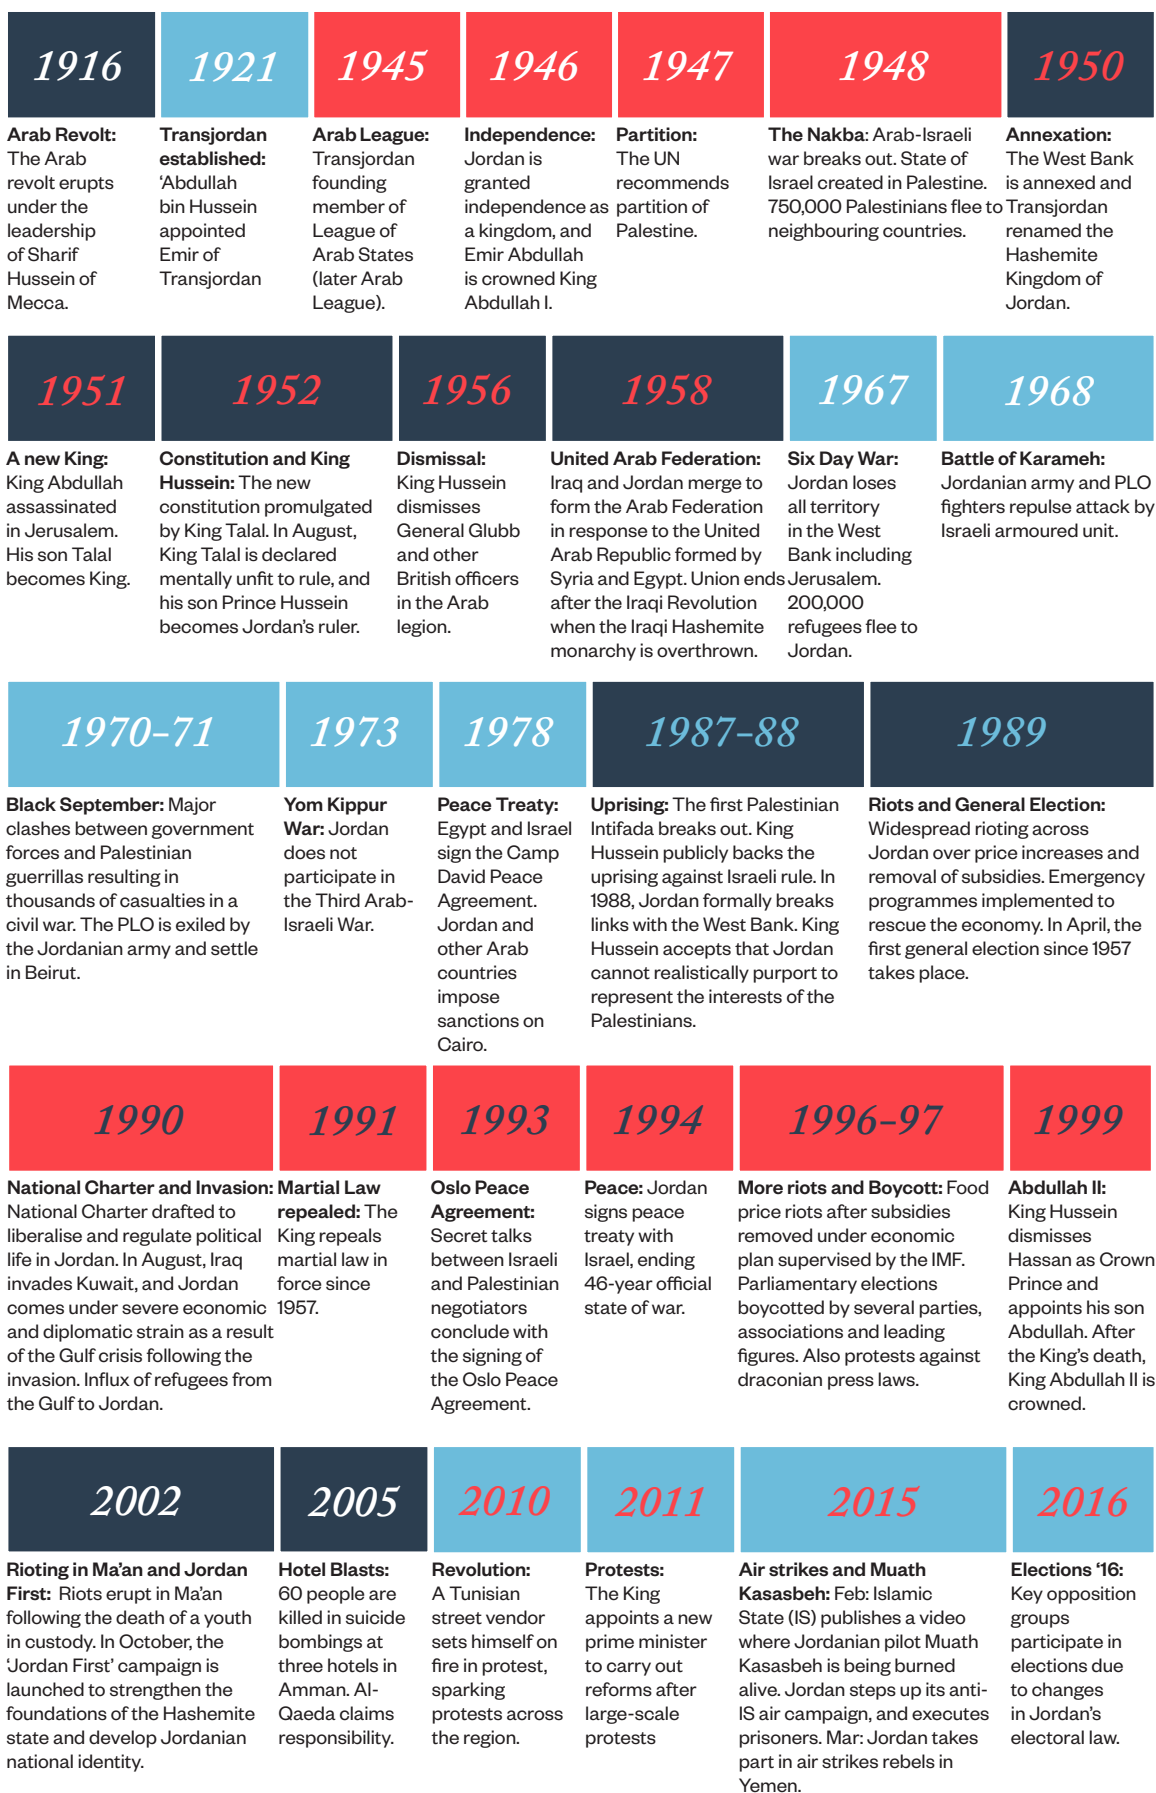 1916
Arab Revolt:
The Arab
revolt erupts
under the
leadership
of Sharif
Hussein of
Mecca.
1921
Transjordan
established:
‘Abdullah
bin Hussein
appointed
Emir of
Transjordan
1945
Arab League:
Transjordan
founding
member of
League of
Arab States
(later Arab
League).
1946
Independence:
Jordan is
granted
independence as
a kingdom, and
Emir Abdullah
is crowned King
Abdullah I.
1947
Partition:
The UN
recommends
partition of
Palestine.
1948
The Nakba: Arab-Israeli
war breaks out. State of
Israel created in Palestine.
750,000 Palestinians flee to
neighbouring countries.
1950
Annexation:
The West Bank
is annexed and
Transjordan
renamed the
Hashemite
Kingdom of
Jordan.
1951
A new King:
King Abdullah
assassinated
in Jerusalem.
His son Talal
becomes King.
1952
Constitution and King
Hussein: The new
constitution promulgated
by King Talal. In August,
King Talal is declared
mentally unfit to rule, and
his son Prince Hussein
becomes Jordan’s ruler.
1956
Dismissal:
King Hussein
dismisses
General Glubb
and other
British officers
in the Arab
legion.
1958
United Arab Federation:
Iraq and Jordan merge to
form the Arab Federation
in response to the United
Arab Republic formed by
Syria and Egypt. Union ends
after the Iraqi Revolution
when the Iraqi Hashemite
monarchy is overthrown.
1967
Six Day War:
Jordan loses
all territory
in the West
Bank including
Jerusalem.
200,000
refugees flee to
Jordan.
1968
Battle of Karameh:
Jordanian army and PLO
fighters repulse attack by
Israeli armoured unit.
1970–71
Black September: Major
clashes between government
forces and Palestinian
guerrillas resulting in
thousands of casualties in a
civil war. The PLO is exiled by
the Jordanian army and settle
in Beirut.
1973
Yom Kippur
War: Jordan
does not
participate in
the Third Arab-
Israeli War.
1978
Peace Treaty:
Egypt and Israel
sign the Camp
David Peace
Agreement.
Jordan and
other Arab
countries
impose
sanctions on
Cairo.
1987–88
Uprising: The first Palestinian
Intifada breaks out. King
Hussein publicly backs the
uprising against Israeli rule. In
1988, Jordan formally breaks
links with the West Bank. King
Hussein accepts that Jordan
cannot realistically purport to
represent the interests of the
Palestinians.
1989
Riots and General Election:
Widespread rioting across
Jordan over price increases and
removal of subsidies. Emergency
programmes implemented to
rescue the economy. In April, the
first general election since 1957
takes place.
1990
National Charter and Invasion:
National Charter drafted to
liberalise and regulate political
life in Jordan. In August, Iraq
invades Kuwait, and Jordan
comes under severe economic
and diplomatic strain as a result
of the Gulf crisis following the
invasion. Influx of refugees from
the Gulf to Jordan.
1991
Martial Law
repealed: The
King repeals
martial law in
force since
1957.
1993
Oslo Peace
Agreement:
Secret talks
between Israeli
and Palestinian
negotiators
conclude with
the signing of
the Oslo Peace
Agreement.
1994
Peace: Jordan
signs peace
treaty with
Israel, ending
46-year official
state of war.
1996–97
More riots and Boycott: Food
price riots after subsidies
removed under economic
plan supervised by the IMF.
Parliamentary elections
boycotted by several parties,
associations and leading
figures. Also protests against
draconian press laws.
1999
Abdullah II:
King Hussein
dismisses
Hassan as Crown
Prince and
appoints his son
Abdullah. After
the King’s death,
King Abdullah II is
crowned.
2002
Rioting in Ma’an and Jordan
First: Riots erupt in Ma’an
following the death of a youth
in custody. In October, the
‘Jordan First’ campaign is
launched to strengthen the
foundations of the Hashemite
state and develop Jordanian
national identity.
2005
Hotel Blasts:
60 people are
killed in suicide
bombings at
three hotels in
Amman. Al-
Qaeda claims
responsibility.
2010
Revolution:
A Tunisian
street vendor
sets himself on
fire in protest,
sparking
protests across
the region.
2011
Protests:
The King
appoints a new
prime minister
to carry out
reforms after
large-scale
protests
2015
Air strikes and Muath
Kasasbeh: Feb: Islamic
State (IS) publishes a video
where Jordanian pilot Muath
Kasasbeh is being burned
alive. Jordan steps up its anti-
IS air campaign, and executes
prisoners. Mar: Jordan takes
part in air strikes rebels in
Yemen.
2016
Elections ‘16:
Key opposition
groups
participate in
elections due
to changes
in Jordan’s
electoral law.